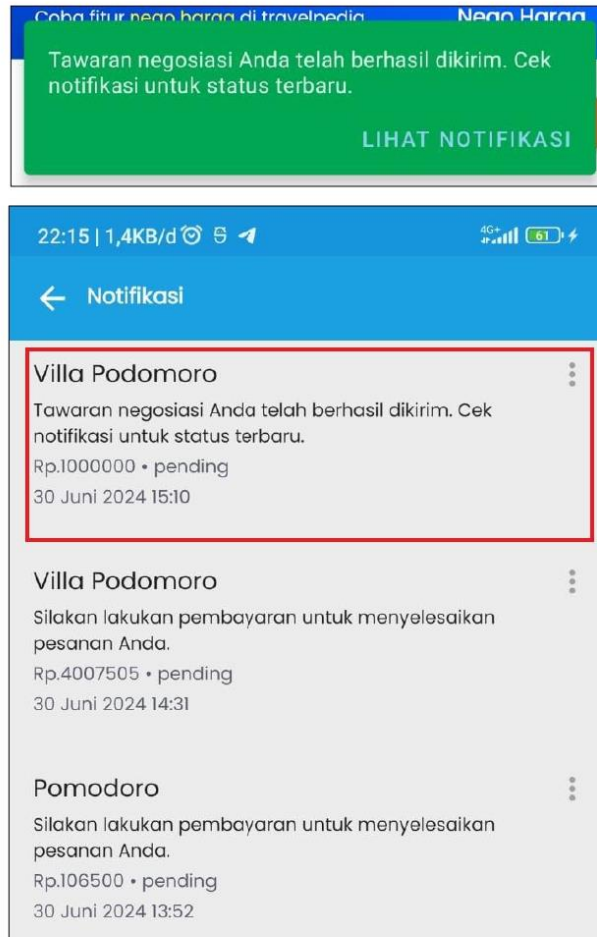 Coba fitur nego harga di travelpedia Nego Harga
Tawaran negosiasi Anda telah berhasil dikirim. Cek
notifikasi untuk status terbaru.
LIHAT NOTIFIKASI
22:15 | 1,4KB/d 4G+ 61
Notifikasi
Villa Podomoro
Tawaran negosiasi Anda telah berhasil dikirim. Cek
notifikasi untuk status terbaru.
Rp.1000000 • pending
30 Juni 2024 15:10
Villa Podomoro
Silakan lakukan pembayaran untuk menyelesaikan
pesanan Anda.
Rp.4007505 • pending
30 Juni 2024 14:31
Pomodoro
Silakan lakukan pembayaran untuk menyelesaikan
pesanan Anda.
Rp.106500 • pending
30 Juni 2024 13:52